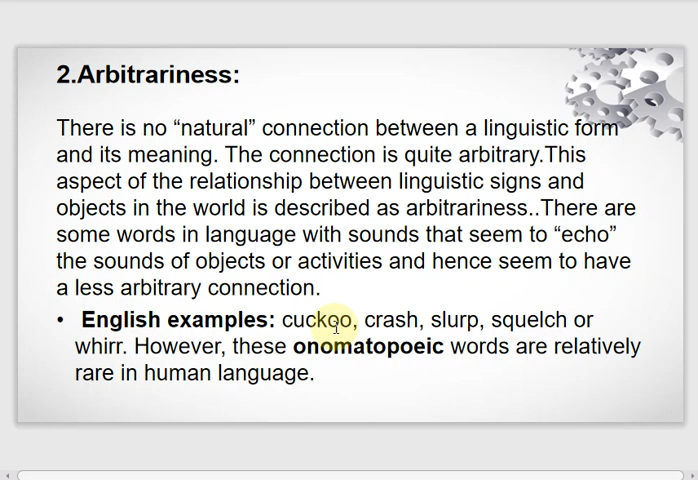 2.Arbitrariness:
There is no “natural” connection between a linguistic form
and its meaning. The connection is quite arbitrary.This
aspect of the relationship between linguistic signs and
objects in the world is described as arbitrariness..There are
some words in language with sounds that seem to “echo”
the sounds of objects or activities and hence seem to have
a less arbitrary connection.
• English examples: cuckoo, crash, slurp, squelch or
whirr. However, these onomatopoeic words are relatively
rare in human language.